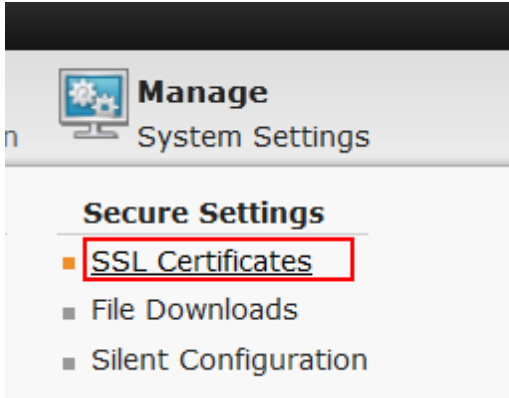 Manage
n System Settings
Secure Settings
SSL Certificates
File Downloads
Silent Configuration